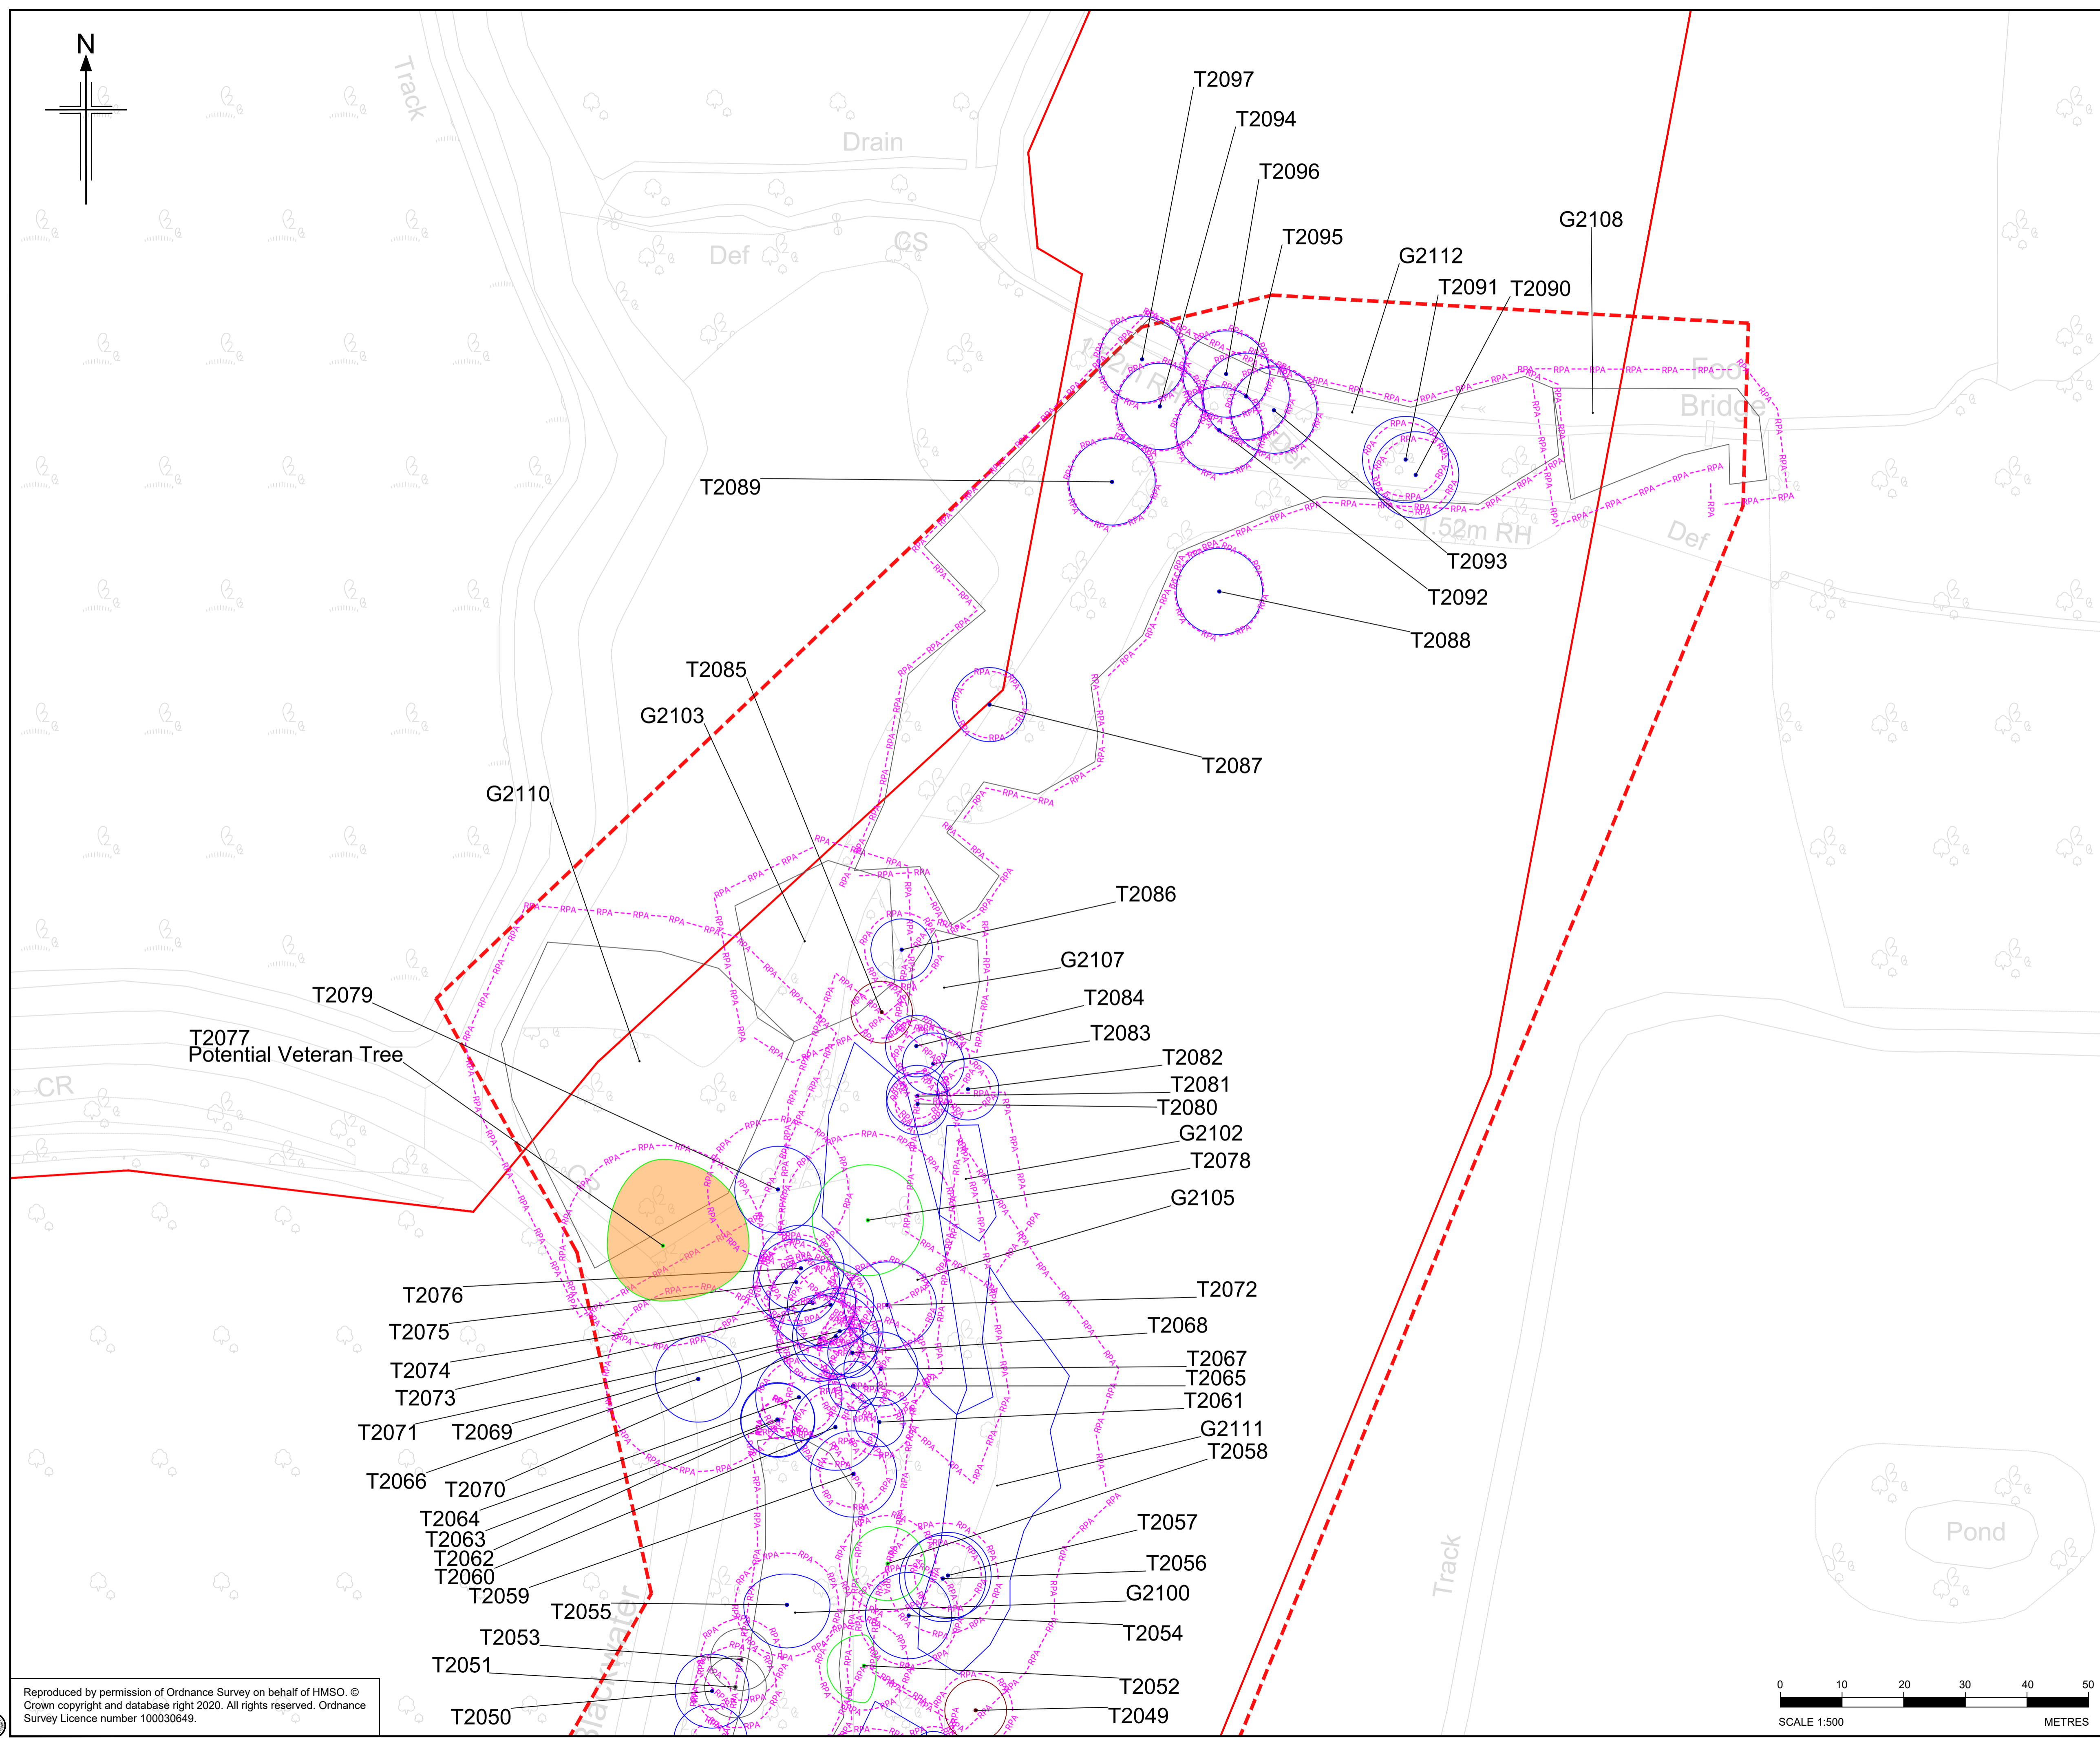 N
Track
Drain
Def
CS
T2097
T2094
T2096
T2095
G2108
G2112
T2091
T2090
Foot
Bridge
Def
T2089
1.52m RH
Def
T2093
T2092
T2088
T2085
G2103
T2087
G2110
T2086
G2107
T2079
T2084
T2077
Potential Veteran Tree
T2083
T2082
T2081
T2080
CR
G2102
T2078
G2105
T2076
T2072
T2075
T2068
T2074
T2067
T2065
T2073
T2061
T2071
T2069
G2111
T2058
T2066
T2070
T2064
T2063
T2062
T2060
T2059
T2057
T2056
G2100
T2055
T2054
T2053
T2051
T2052
T2050
T2049
Track
Pond
Blackwater
RPA
Reproduced by permission of Ordnance Survey on behalf of HMSO. ©
Crown copyright and database right 2020. All rights reserved. Ordnance
Survey Licence number 100030649.
0 10 20 30 40 50
SCALE 1:500 METRES